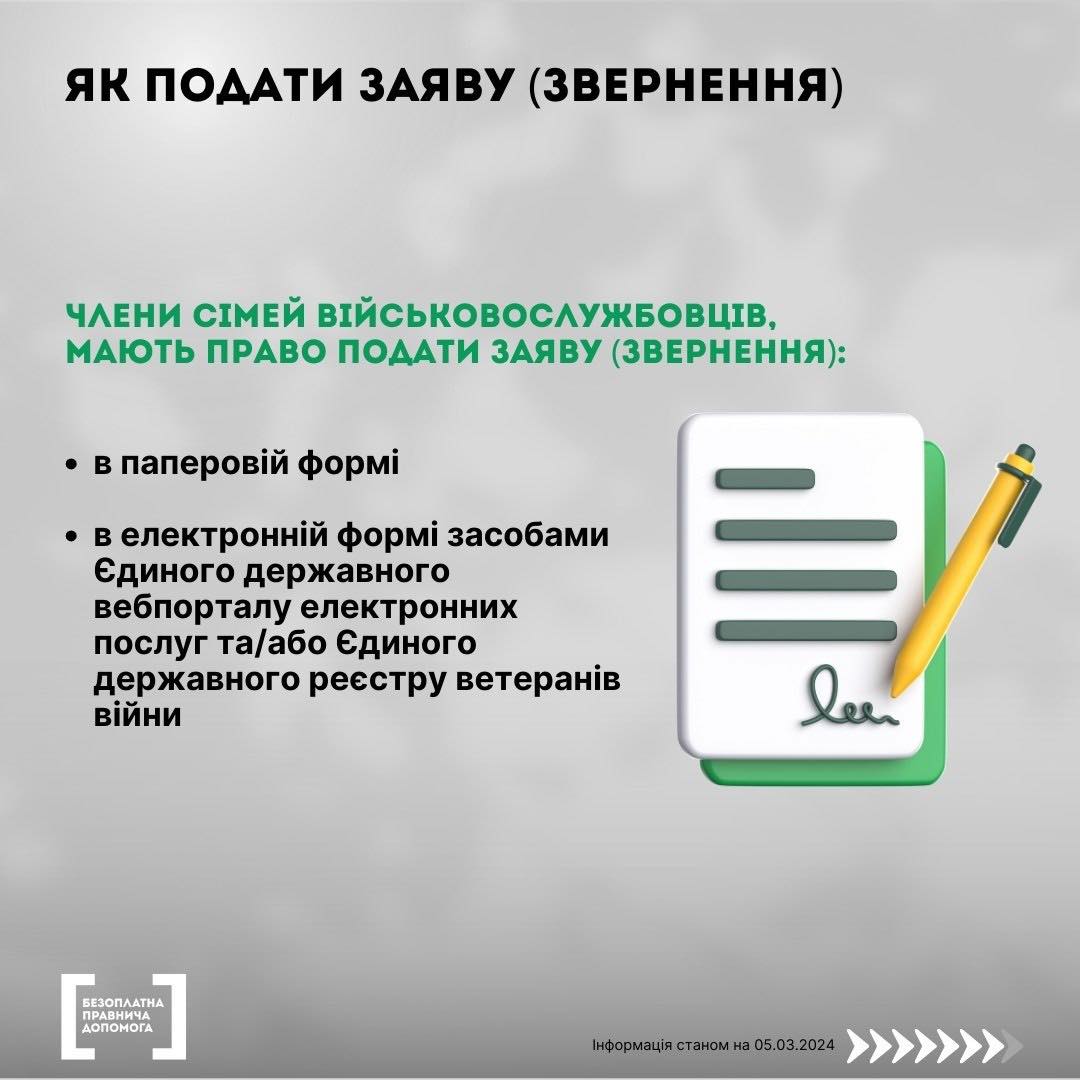 ЯК ПОДАТИ ЗАЯВУ (ЗВЕРНЕННЯ)
ЧЛЕНИ СІМЕЙ ВІЙСЬКОВОСЛУЖБОВЦІВ,
МАЮТЬ ПРАВО ПОДАТИ ЗАЯВУ (ЗВЕРНЕННЯ):
• в паперовій формі
• в електронній формі засобами
Єдиного державного
вебпорталу електронних
послуг та/або Єдиного
державного реєстру ветеранів
війни
БЕЗОПЛАТНА
ПРАВНИЧА
ДОПОМОГА
Інформація станом на 05.03.2024